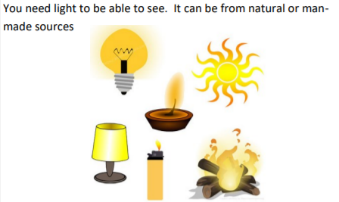 You need light to be able to see.  It can be from natural or man-
made sources